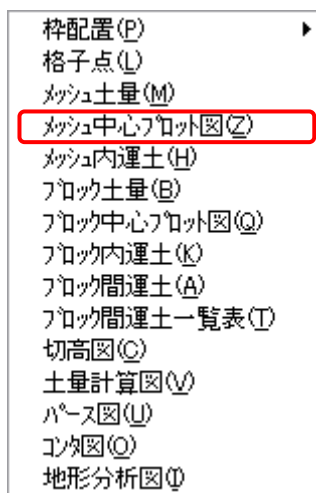 枠配置(P)
格子点(L)
ﾒｯｼｭ土量(M)
ﾒｯｼｭ中心ﾌﾟﾛｯﾄ図(Z)
ﾒｯｼｭ内運土(H)
ﾌﾞﾛｯｸ土量(B)
ﾌﾞﾛｯｸ中心ﾌﾟﾛｯﾄ図(Q)
ﾌﾞﾛｯｸ内運土(K)
ﾌﾞﾛｯｸ間運土(A)
ﾌﾞﾛｯｸ間運土一覧表(T)
切高図(C)
土量計算図(V)
ﾊﾟｰｽ図(U)
ｺﾝﾀ図(O)
地形分析図(I)